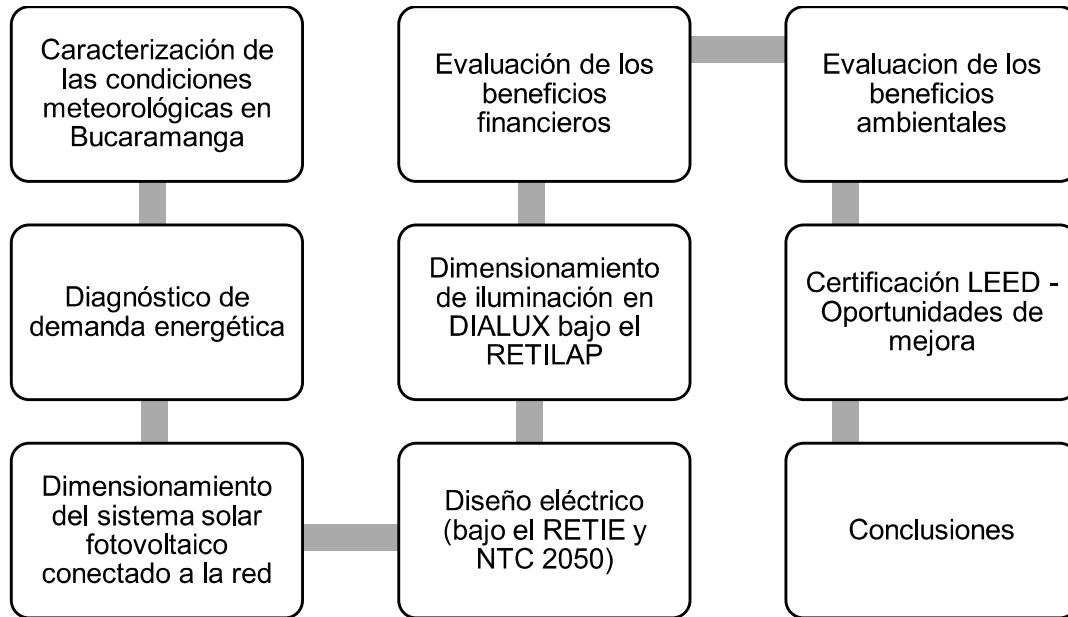 Caracterización de
las condiciones
meteorológicas en
Bucaramanga
Diagnóstico de
demanda energética
Dimensionamiento
del sistema solar
fotovoltaico
conectado a la red
Diseño eléctrico
(bajo el RETIE y
NTC 2050)
Dimensionamiento
de iluminación en
DIALUX bajo el
RETILAP
Evaluación de los
beneficios
financieros
Evaluacion de los
beneficios
ambientales
Certificación LEED -
Oportunidades de
mejora
Conclusiones